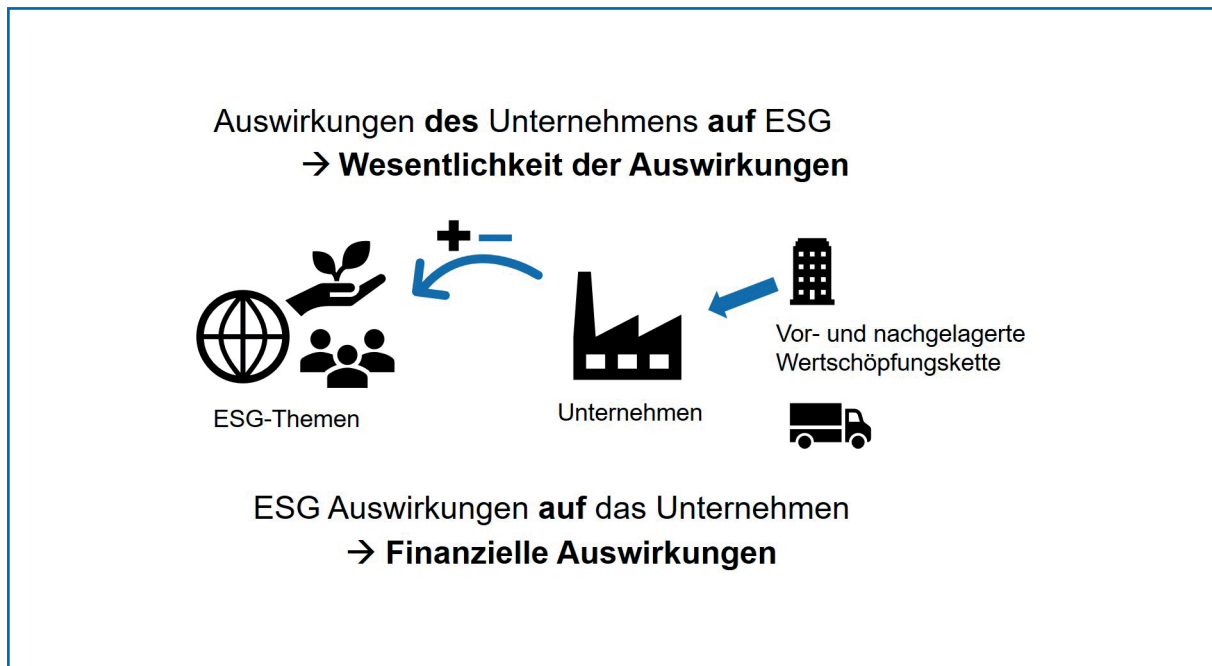 Auswirkungen des Unternehmens auf ESG
→ Wesentlichkeit der Auswirkungen
+ –
Vor- und nachgelagerte
Wertschöpfungskette
ESG-Themen
Unternehmen
ESG Auswirkungen auf das Unternehmen
→ Finanzielle Auswirkungen